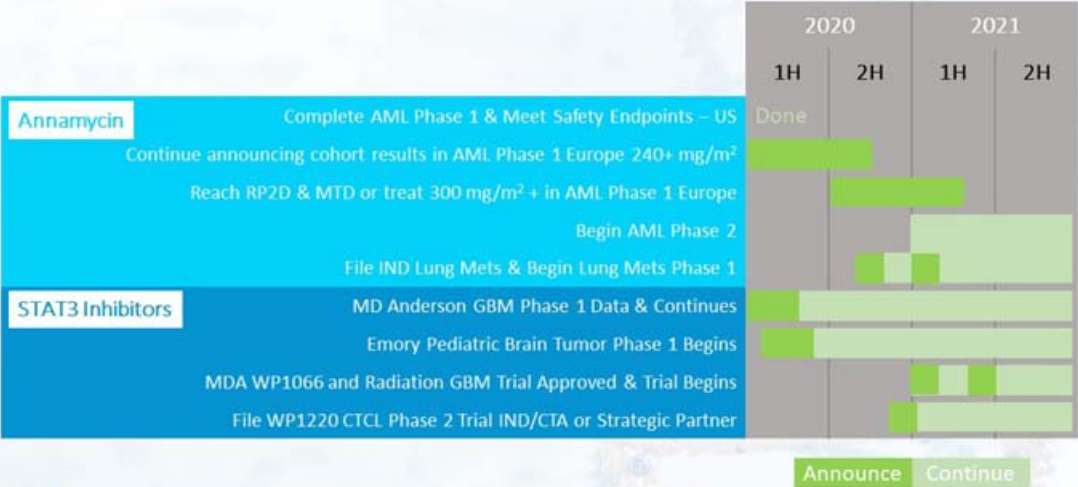 2020 2021
1H 2H 1H 2H
Annamycin Complete AML Phase 1 & Meet Safety Endpoints – US Done
Continue announcing cohort results in AML Phase 1 Europe 240+ mg/m²
Reach RP2D & MTD or treat 300 mg/m² + in AML Phase 1 Europe
Begin AML Phase 2
File IND Lung Mets & Begin Lung Mets Phase 1
STAT3 Inhibitors MD Anderson GBM Phase 1 Data & Continues
Emory Pediatric Brain Tumor Phase 1 Begins
MDA WP1066 and Radiation GBM Trial Approved & Trial Begins
File WP1220 CTCL Phase 2 Trial IND/CTA or Strategic Partner
Announce Continue